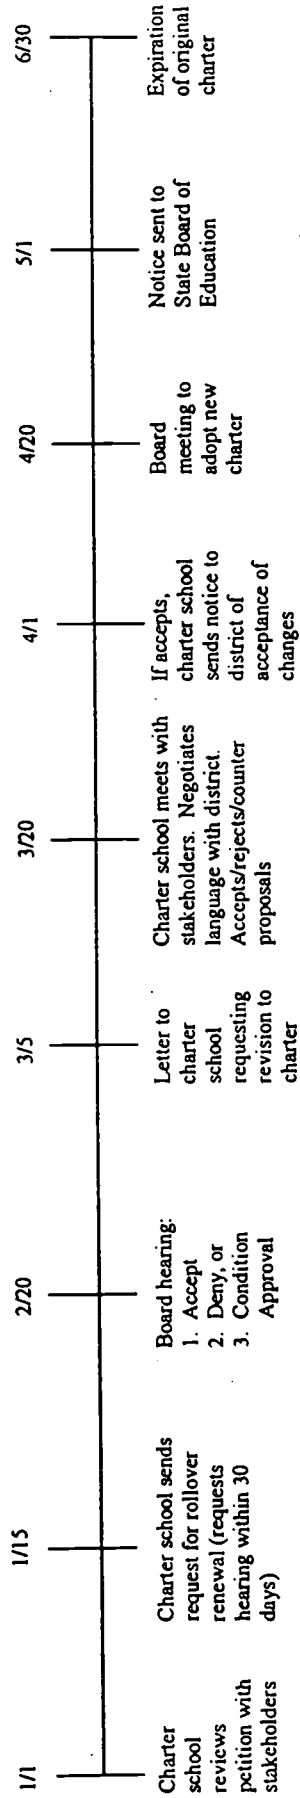 1/1
Charter
school
reviews
petition with
stakeholders
1/15
Charter school sends
request for rollover
renewal (requests
hearing within 30
days)
2/20
Board hearing:
1. Accept
2. Deny, or
3. Condition
Approval
3/5
Letter to
charter
school
requesting
revision to
charter
3/20
Charter school meets with
stakeholders. Negotiates
language with district.
Accepts/rejects/counter
proposals
4/1
If accepts,
charter school
sends notice to
district of
acceptance of
changes
4/20
Board
meeting to
adopt new
charter
5/1
Notice sent to
State Board of
Education
6/30
Expiration
of original
charter